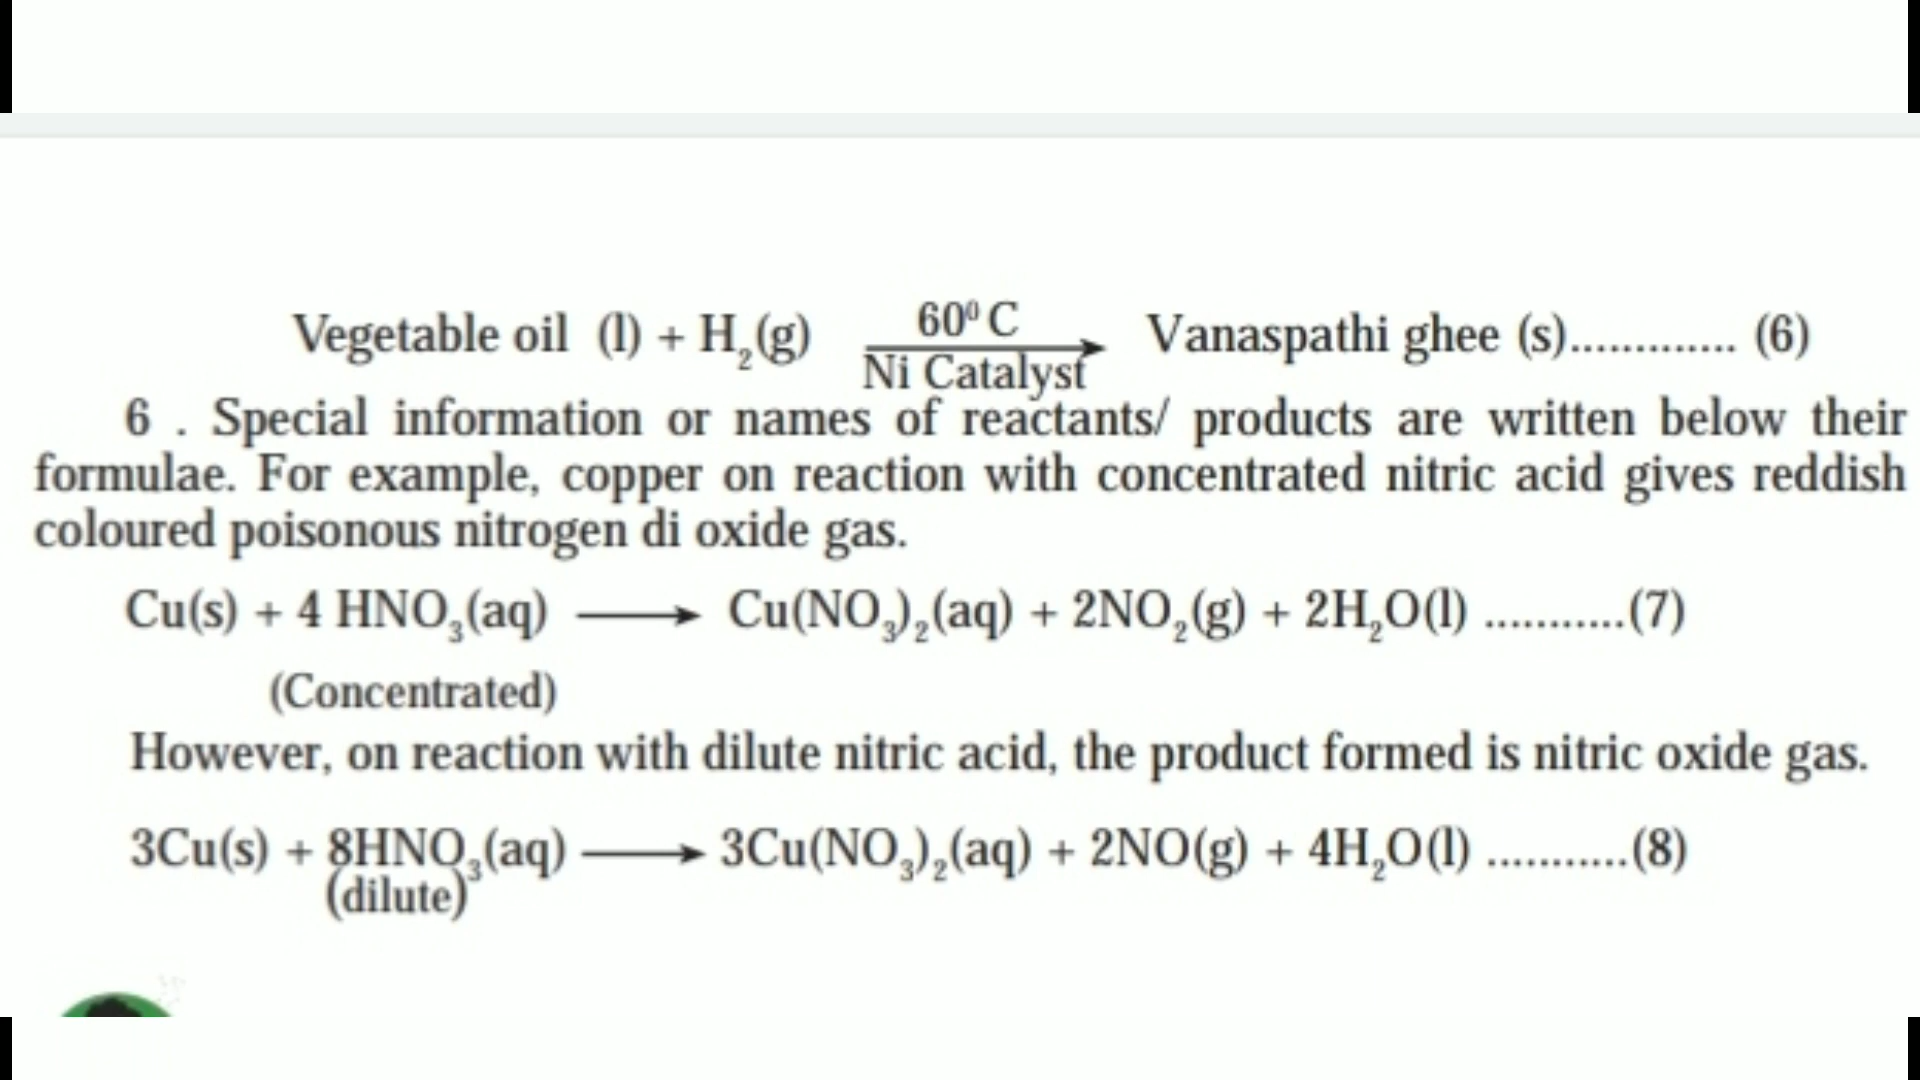 Vegetable oil (l) + H₂(g) 60⁰ C Ni Catalyst Vanaspathi ghee (s)............. (6)
6 . Special information or names of reactants/ products are written below their
formulae. For example, copper on reaction with concentrated nitric acid gives reddish
coloured poisonous nitrogen di oxide gas.
Cu(s) + 4 HNO₃(aq) ⟶ Cu(NO₃)₂(aq) + 2NO₂(g) + 2H₂O(l) ...........(7)
(Concentrated)
However, on reaction with dilute nitric acid, the product formed is nitric oxide gas.
3Cu(s) + 8HNO₃(aq) ⟶ 3Cu(NO₃)₂(aq) + 2NO(g) + 4H₂O(l) ...........(8)
(dilute)